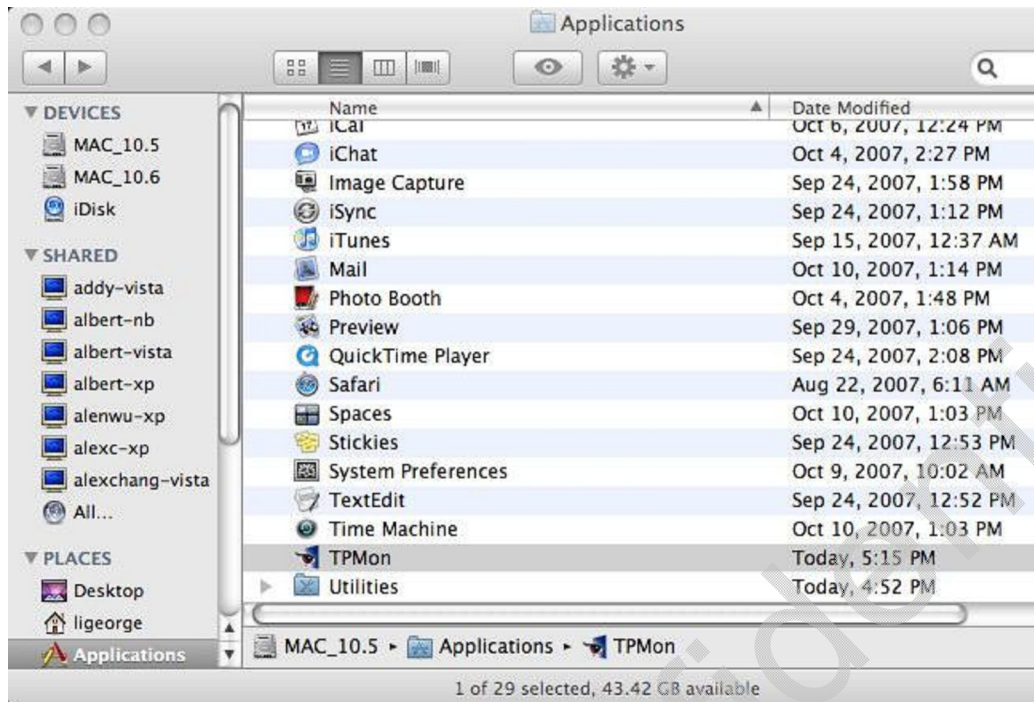 Applications
DEVICES
MAC_10.5
MAC_10.6
iDisk
SHARED
addy-vista
albert-nb
albert-vista
albert-xp
alenwu-xp
alexc-xp
alexchang-vista
All...
PLACES
Desktop
ligeorge
Applications
Name Date Modified
iCal Oct 6, 2007, 12:24 PM
iChat Oct 4, 2007, 2:27 PM
Image Capture Sep 24, 2007, 1:58 PM
iSync Sep 24, 2007, 1:12 PM
iTunes Sep 15, 2007, 12:37 AM
Mail Oct 10, 2007, 1:14 PM
Photo Booth Oct 4, 2007, 1:48 PM
Preview Sep 29, 2007, 1:06 PM
QuickTime Player Sep 24, 2007, 2:08 PM
Safari Aug 22, 2007, 6:11 AM
Spaces Oct 10, 2007, 1:03 PM
Stickies Sep 24, 2007, 12:53 PM
System Preferences Oct 9, 2007, 10:02 AM
TextEdit Sep 24, 2007, 12:52 PM
Time Machine Oct 10, 2007, 1:03 PM
TPMon Today, 5:15 PM
Utilities Today, 4:52 PM
MAC_10.5 ▸ Applications ▸ TPMon
1 of 29 selected, 43.42 GB available